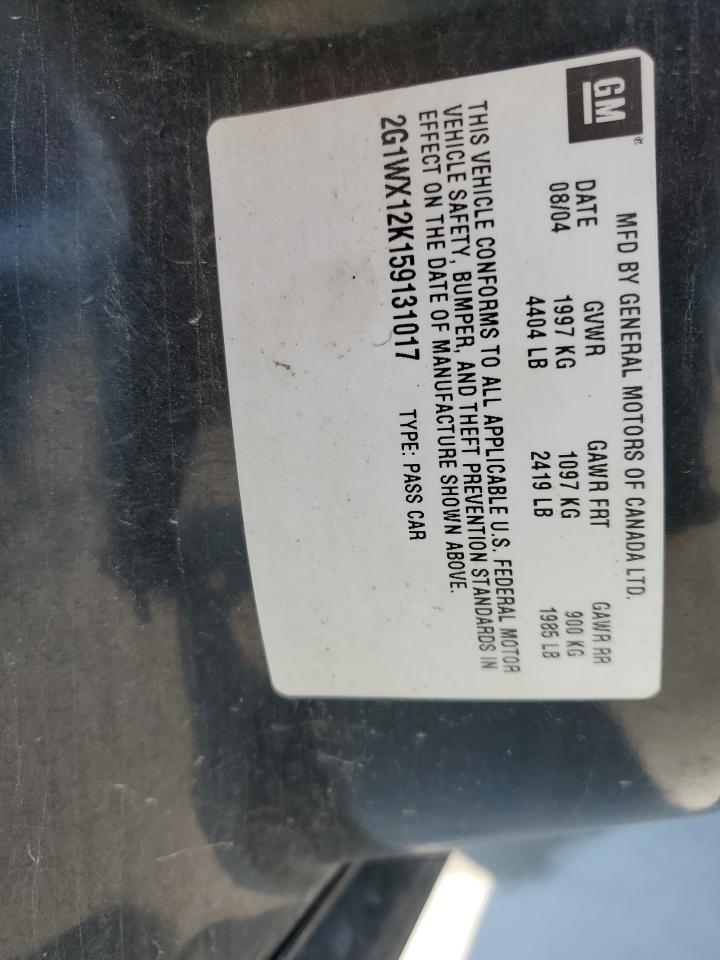 GM
MFD BY GENERAL MOTORS OF CANADA LTD.
DATE GVWR GAWR FRT GAWR RR
08/04 1997 KG 1097 KG 900 KG
4404 LB 2419 LB 1985 LB
THIS VEHICLE CONFORMS TO ALL APPLICABLE U.S. FEDERAL MOTOR
VEHICLE SAFETY, BUMPER, AND THEFT PREVENTION STANDARDS IN
EFFECT ON THE DATE OF MANUFACTURE SHOWN ABOVE.
2G1WX12K159131017 TYPE: PASS CAR